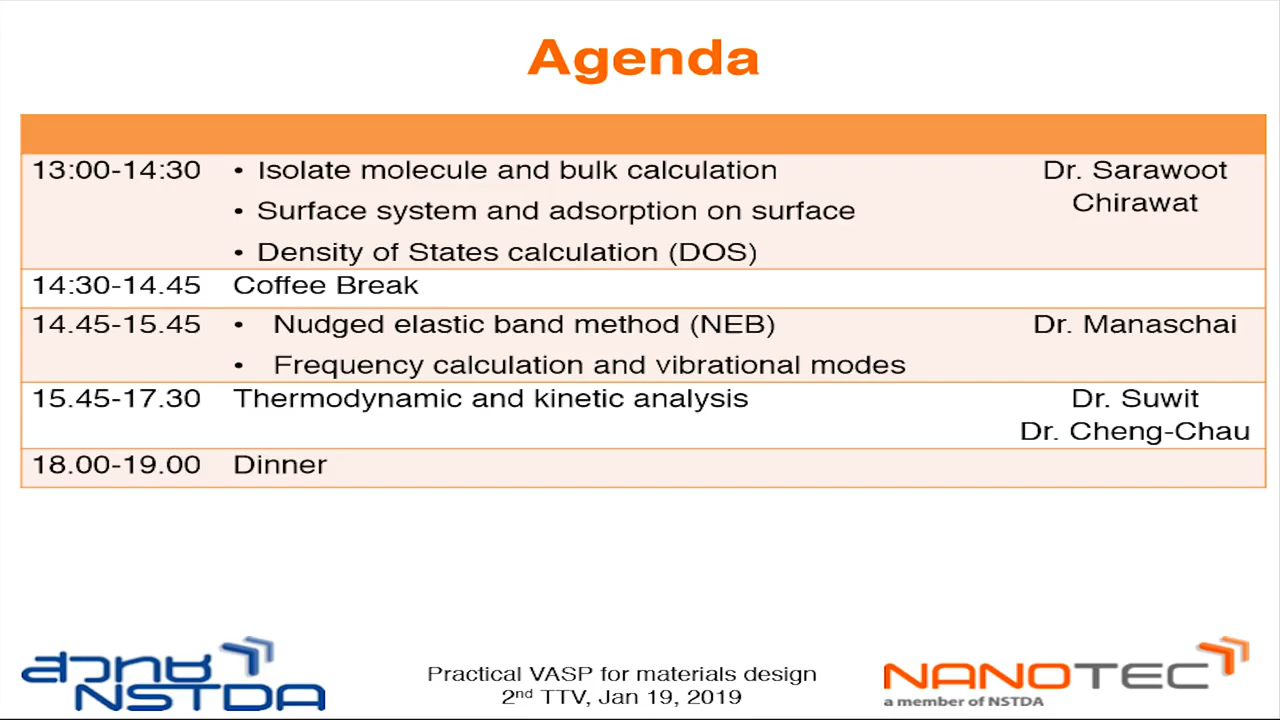 Agenda
13:00-14:30 • Isolate molecule and bulk calculation Dr. Sarawoot
• Surface system and adsorption on surface Chirawat
• Density of States calculation (DOS)
14:30-14.45 Coffee Break
14.45-15.45 • Nudged elastic band method (NEB) Dr. Manaschai
• Frequency calculation and vibrational modes
15.45-17.30 Thermodynamic and kinetic analysis Dr. Suwit
Dr. Cheng-Chau
18.00-19.00 Dinner
สวทช
NSTDA
Practical VASP for materials design
2nd TTV, Jan 19, 2019
NANOTEC
a member of NSTDA